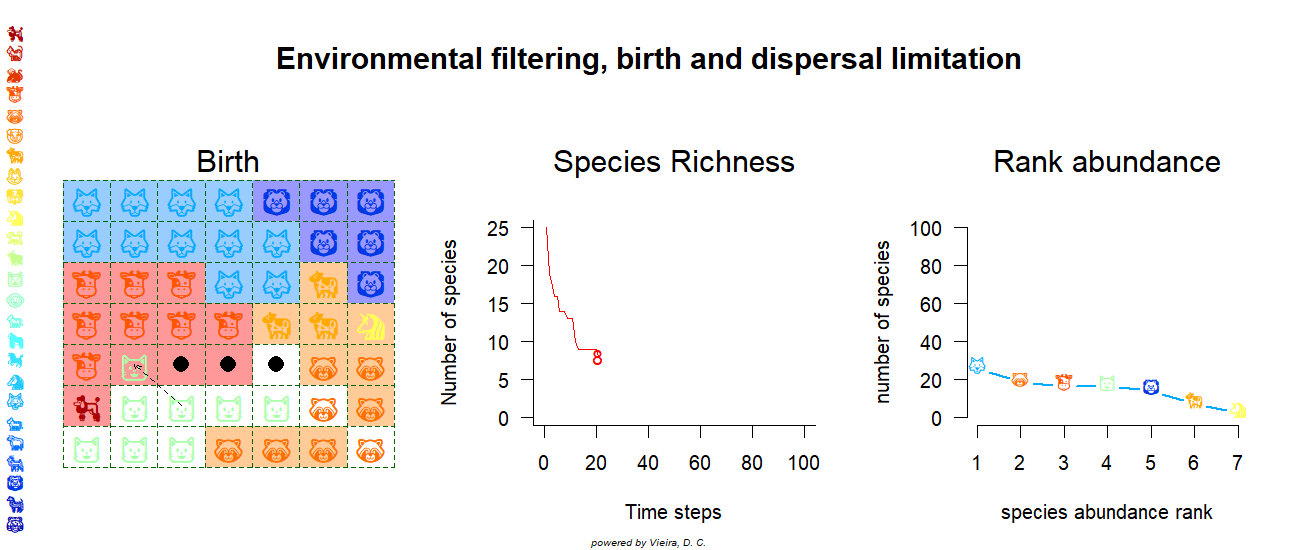 Environmental filtering, birth and dispersal limitation
Birth
Species Richness
Rank abundance
Number of species
25
20
15
10
5
0
8
0
20
40
60
80
100
Time steps
number of species
100
80
60
40
20
0
1
2
3
4
5
6
7
species abundance rank
powered by Vieira, D. C.